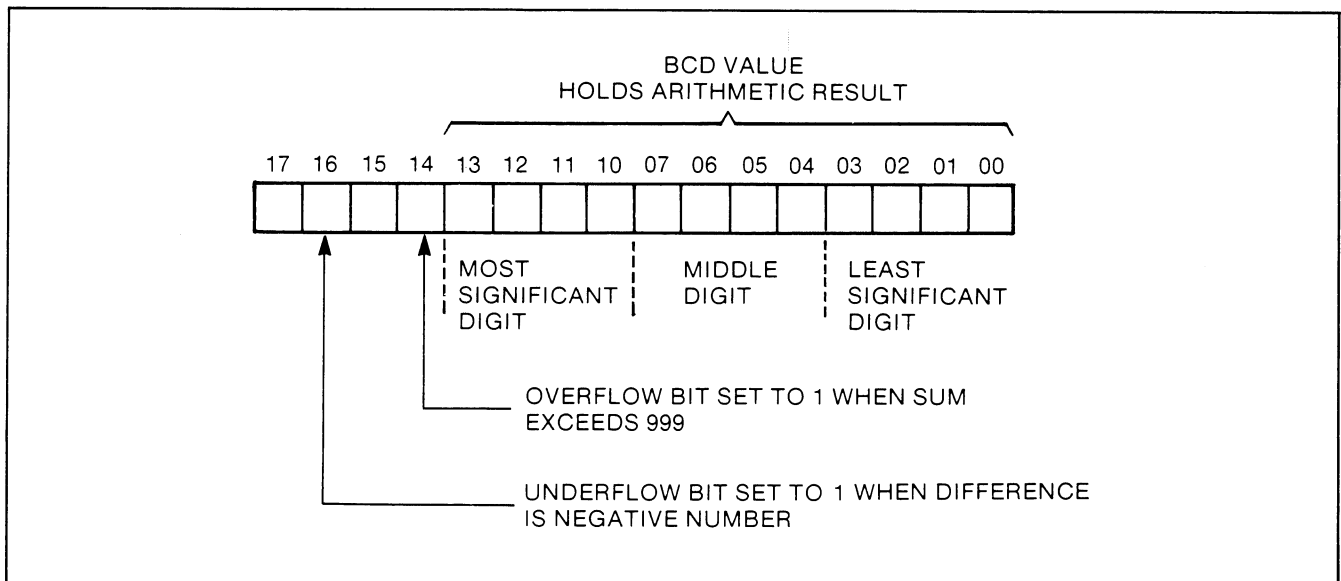 BCD VALUE
HOLDS ARITHMETIC RESULT
17 16 15 14 13 12 11 10 07 06 05 04 03 02 01 00
MOST
SIGNIFICANT
DIGIT
MIDDLE
DIGIT
LEAST
SIGNIFICANT
DIGIT
OVERFLOW BIT SET TO 1 WHEN SUM
EXCEEDS 999
UNDERFLOW BIT SET TO 1 WHEN DIFFERENCE
IS NEGATIVE NUMBER